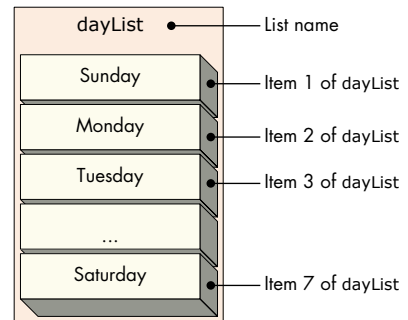 dayList List name
Sunday Item 1 of dayList
Monday Item 2 of dayList
Tuesday Item 3 of dayList
...
Saturday Item 7 of dayList